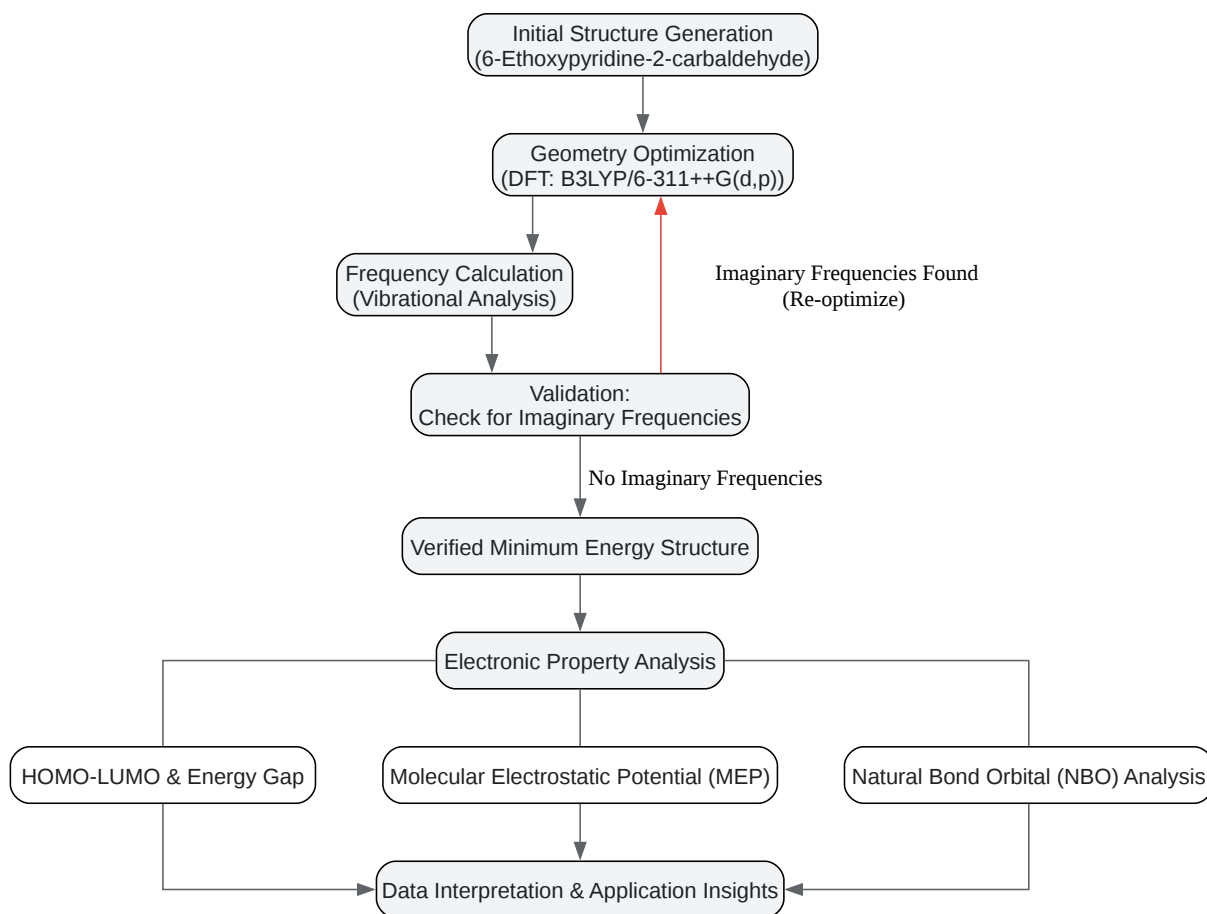 Initial Structure Generation
(6-Ethoxypyridine-2-carbaldehyde)
Geometry Optimization
(DFT: B3LYP/6-311++G(d,p))
Frequency Calculation
(Vibrational Analysis)
Imaginary Frequencies Found
(Re-optimize)
Validation:
Check for Imaginary Frequencies
No Imaginary Frequencies
Verified Minimum Energy Structure
Electronic Property Analysis
HOMO-LUMO & Energy Gap
Molecular Electrostatic Potential (MEP)
Natural Bond Orbital (NBO) Analysis
Data Interpretation & Application Insights